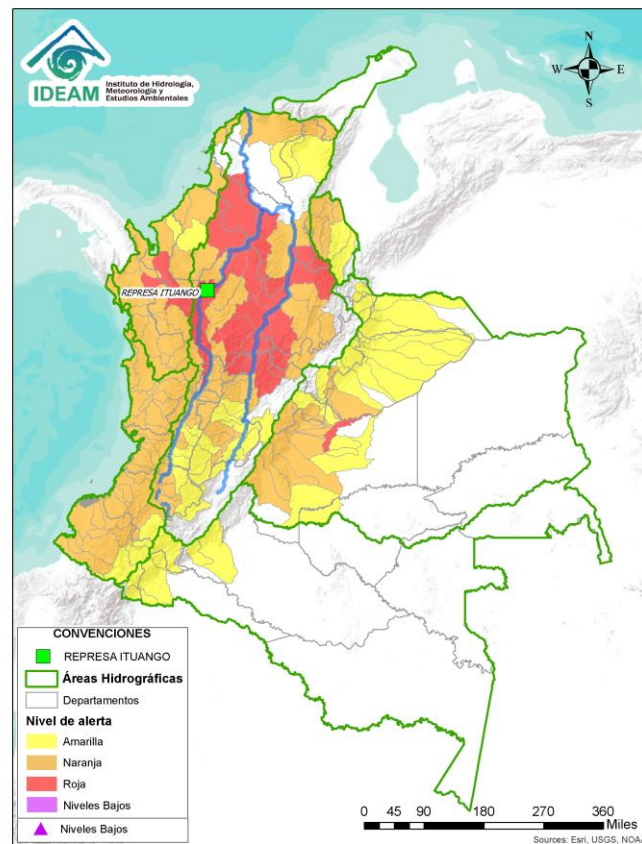 IDEAM
Instituto de Hidrología,
Meteorología y
Estudios Ambientales
N
W
E
S
REPRESA ITUANGO
CONVENCIONES
REPRESA ITUANGO
Áreas Hidrográficas
Departamentos
Nivel de alerta
Amarilla
Naranja
Roja
Niveles Bajos
Niveles Bajos
0 45 90 180 270 360
Miles
Sources: Esri, USGS, NOAA